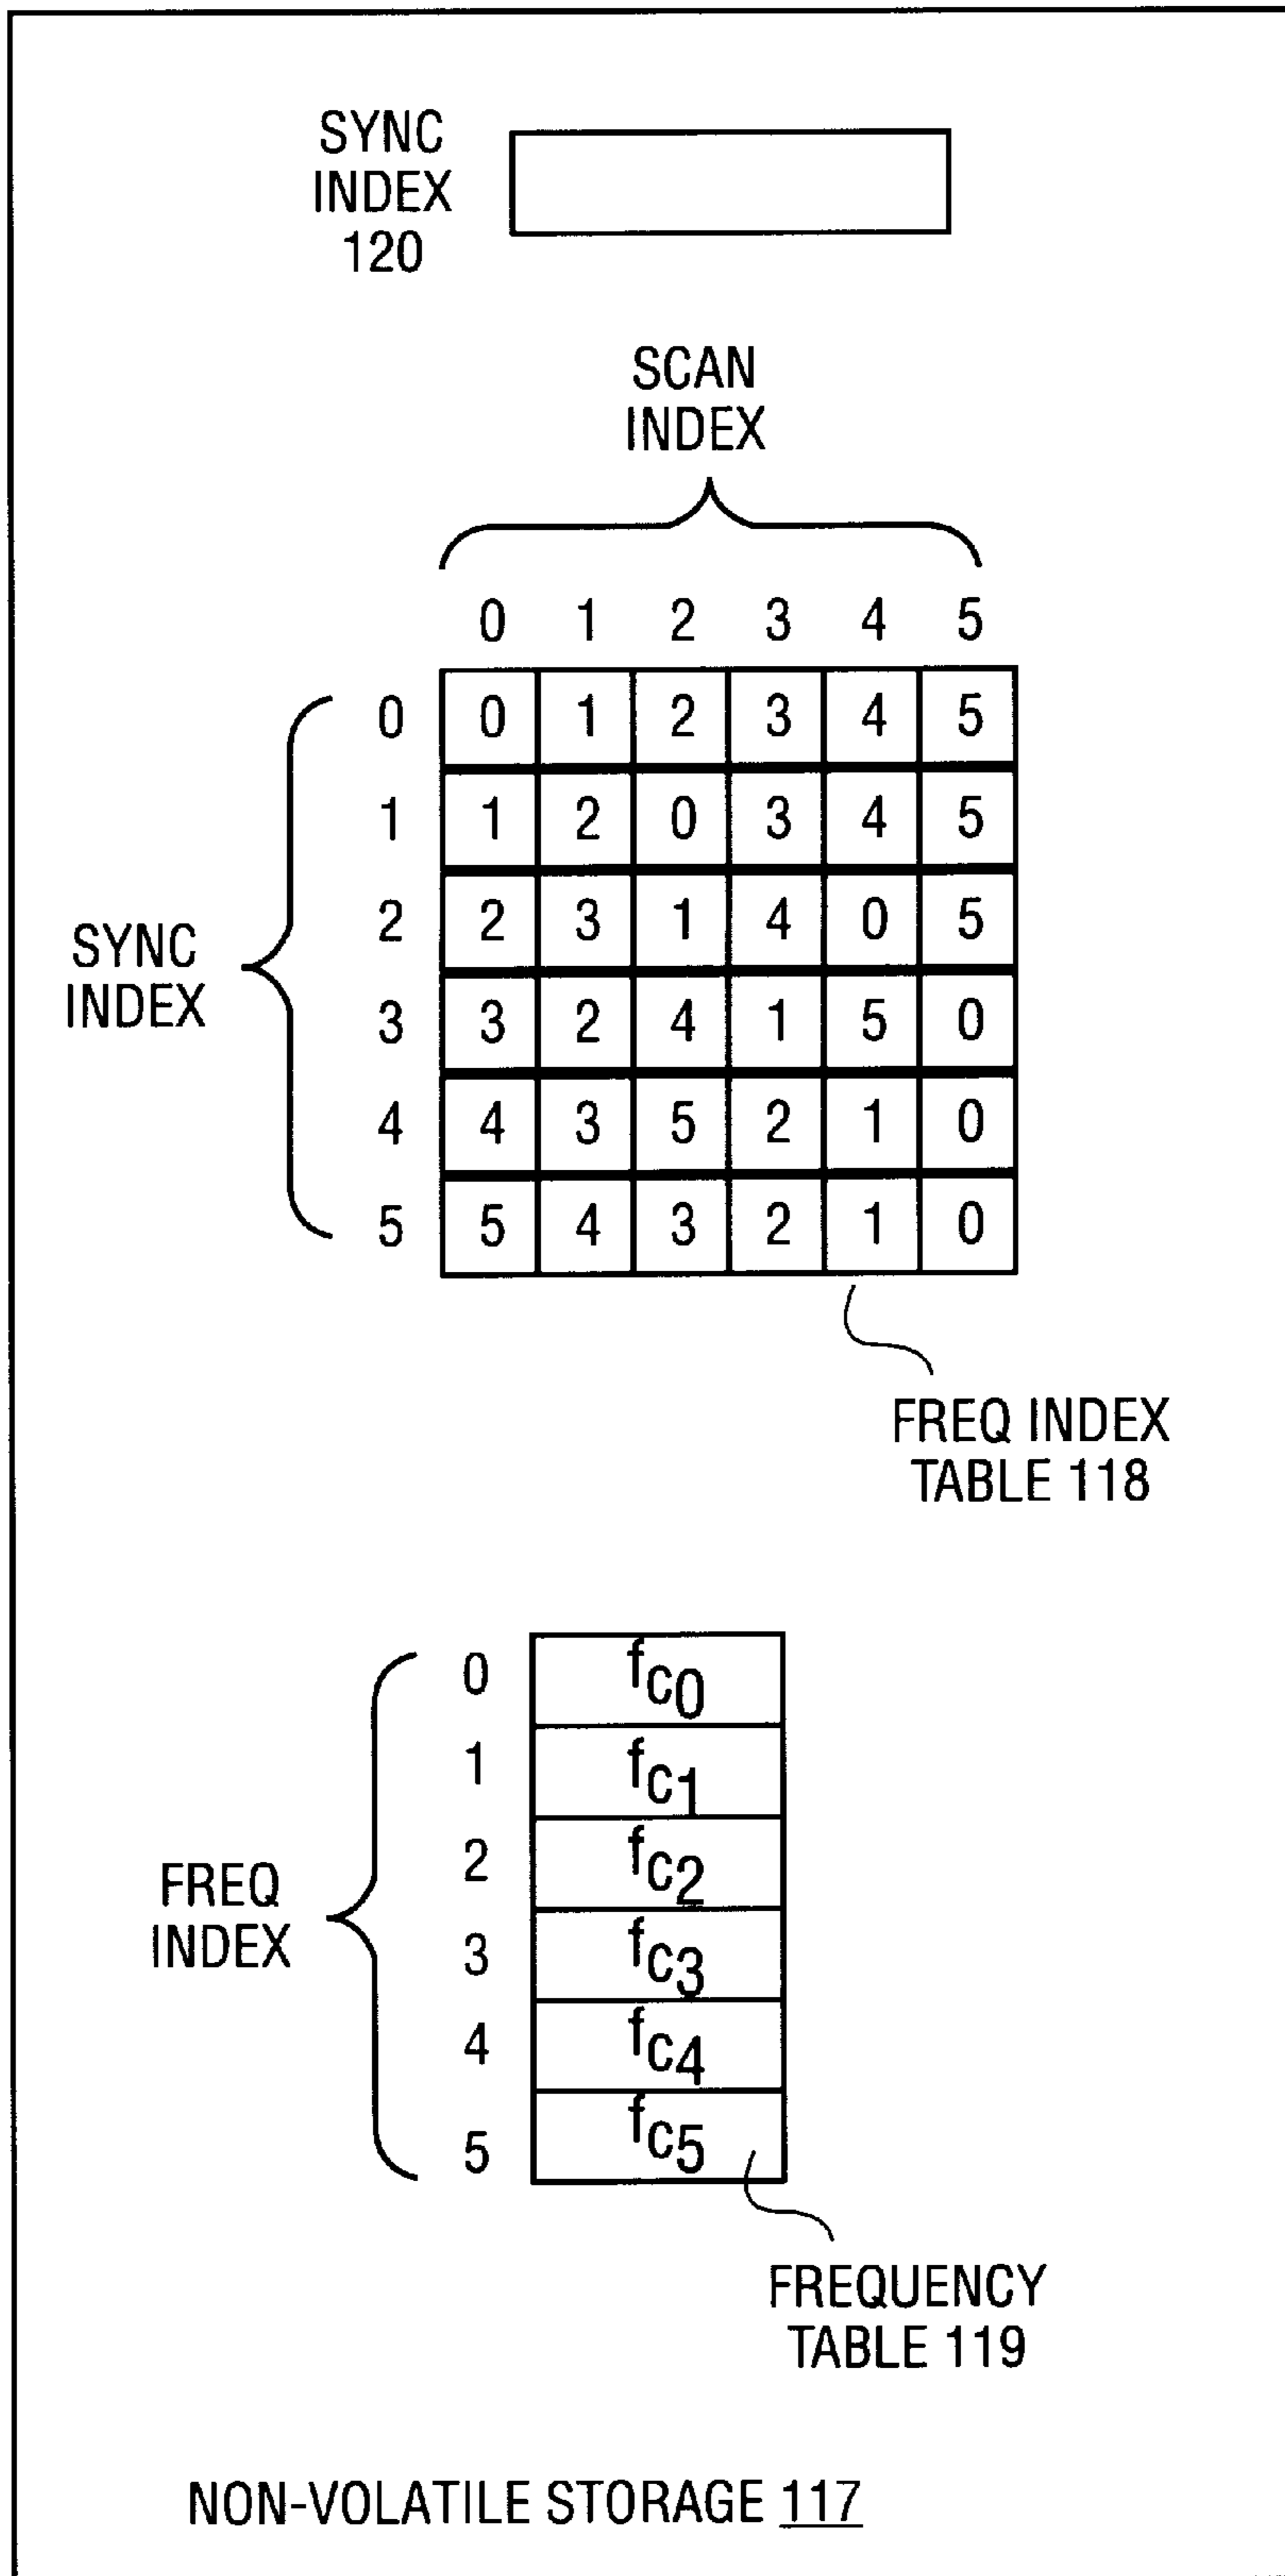 SYNC
INDEX
120
SCAN
INDEX
0 1 2 3 4 5
0 0 1 2 3 4 5
1 1 2 0 3 4 5
2 2 3 1 4 0 5
SYNC
INDEX
3 3 2 4 1 5 0
4 4 3 5 2 1 0
5 5 4 3 2 1 0
FREQ INDEX
TABLE 118
0 fc0
1 fc1
2 fc2
FREQ
INDEX
3 fc3
4 fc4
5 fc5
FREQUENCY
TABLE 119
NON-VOLATILE STORAGE 117